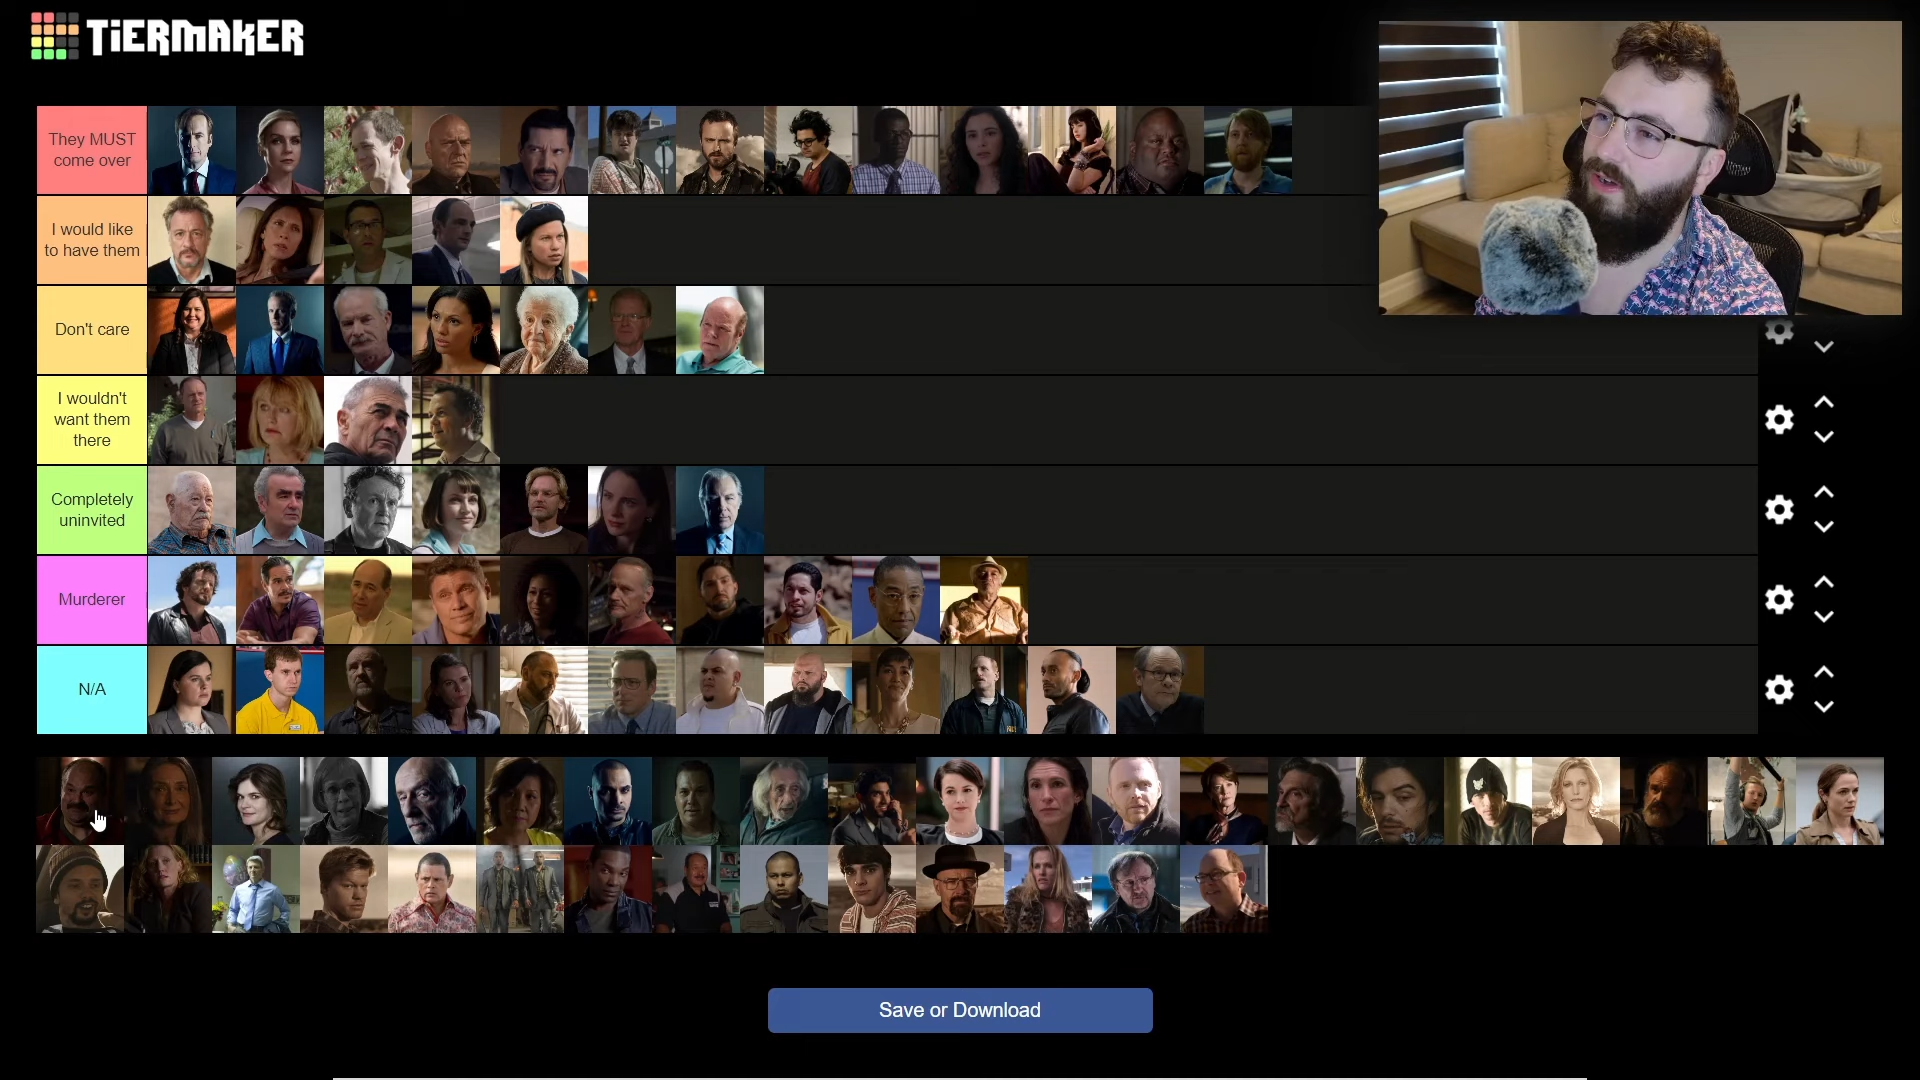 TiERMAKER
They MUST
come over
I would like
to have them
Don't care
I wouldn't
want them
there
Completely
uninvited
Murderer
N/A
Save or Download